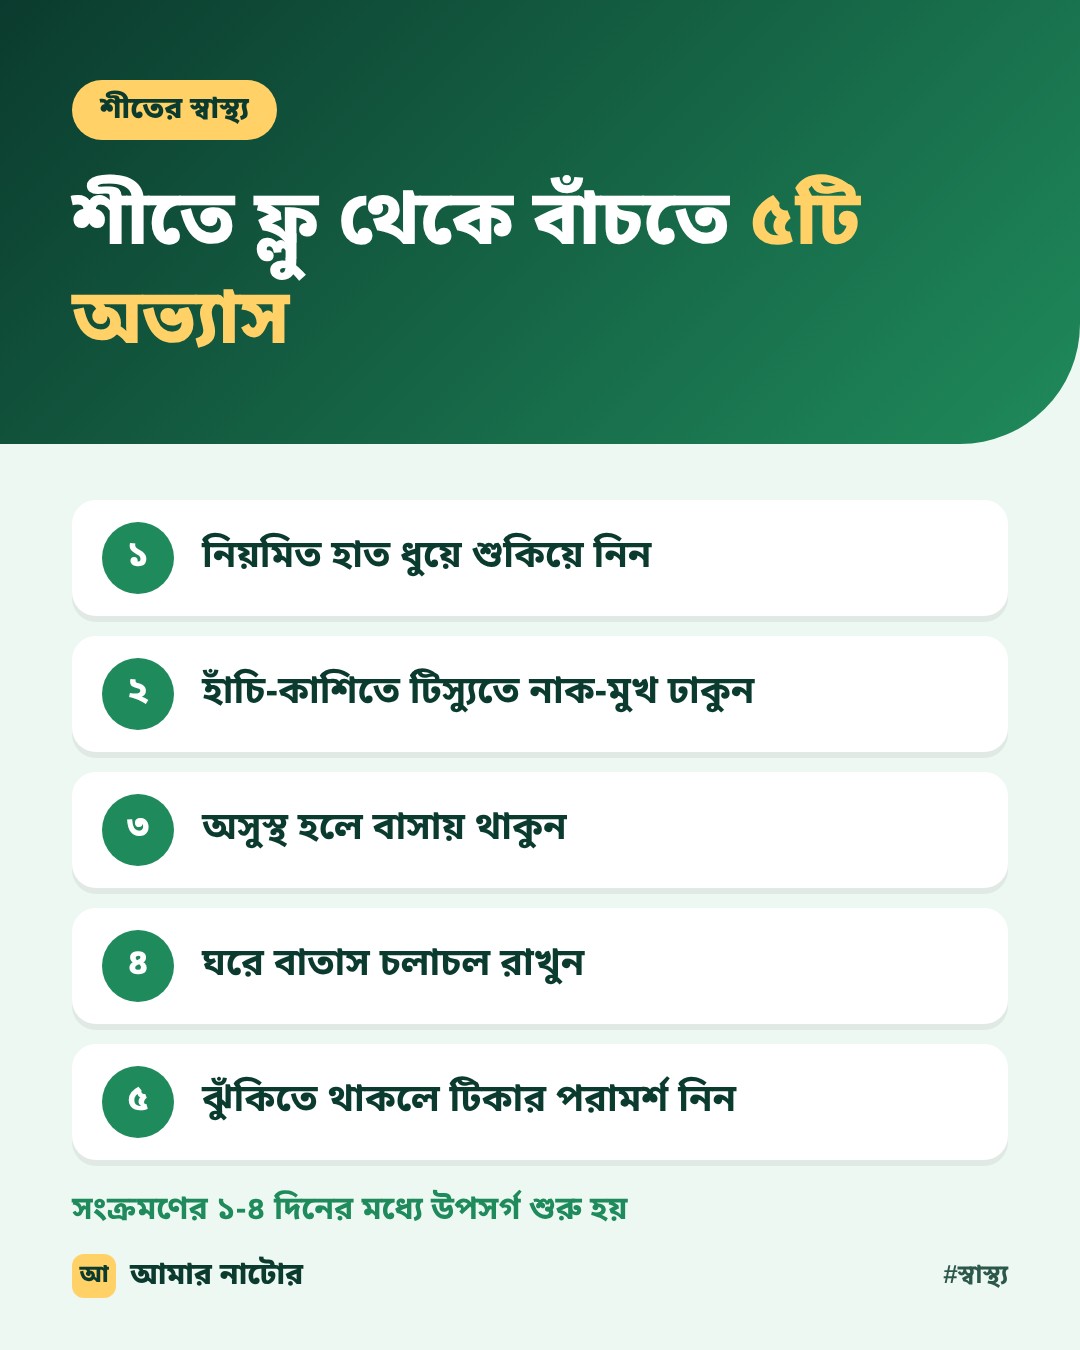 শীতের স্বাস্থ্য
শীতে ফ্লু থেকে বাঁচতে ৫টি
অভ্যাস
১ নিয়মিত হাত ধুয়ে শুকিয়ে নিন
২ হাঁচি-কাশিতে টিস্যুতে নাক-মুখ ঢাকুন
৩ অসুস্থ হলে বাসায় থাকুন
৪ ঘরে বাতাস চলাচল রাখুন
৫ ঝুঁকিতে থাকলে টিকার পরামর্শ নিন
সংক্রমণের ১-৪ দিনের মধ্যে উপসর্গ শুরু হয়
আ আমার নাটোর
#স্বাস্থ্য